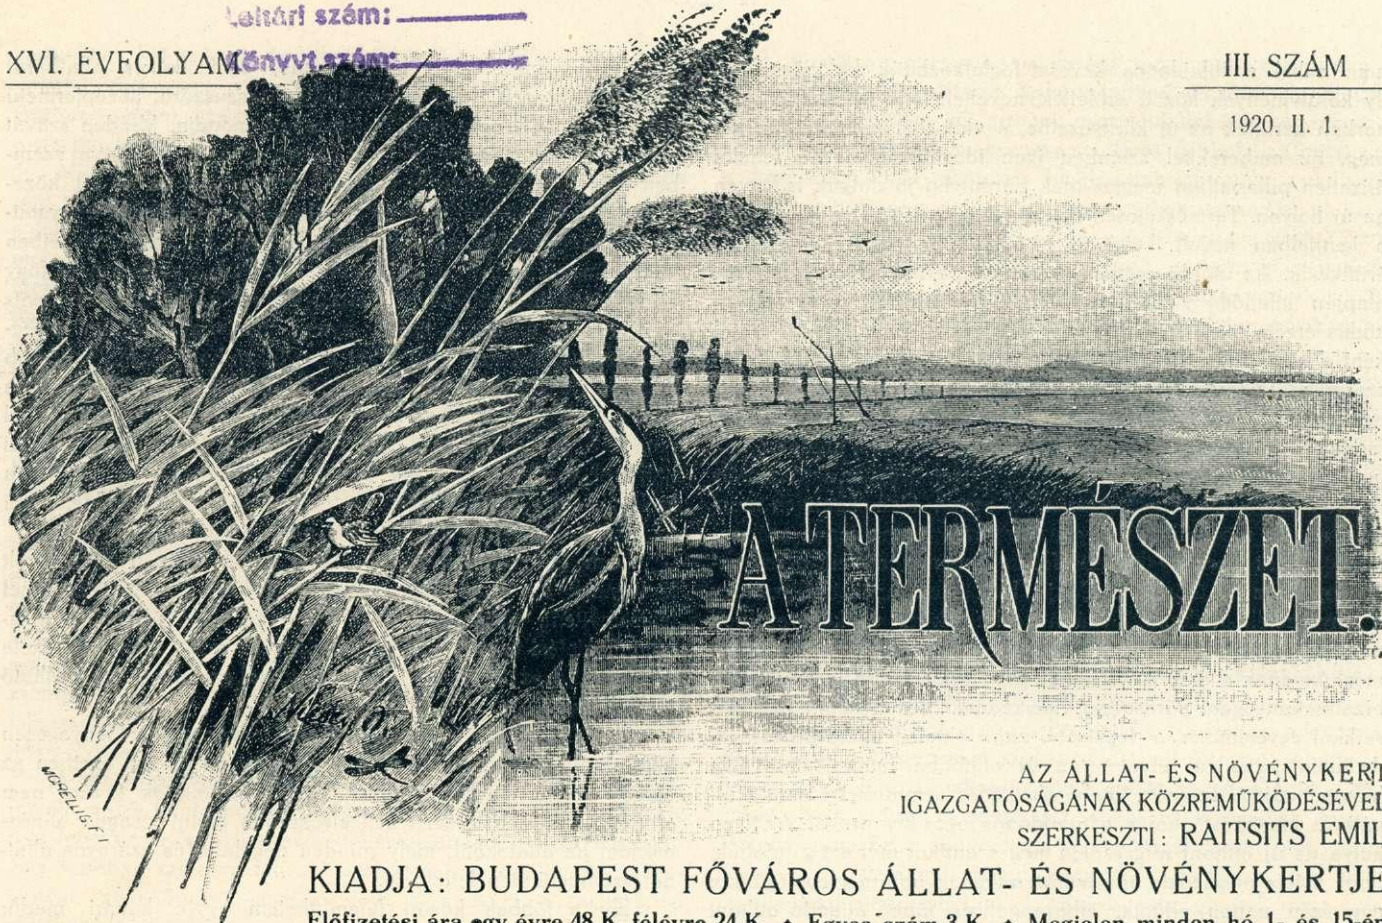 Leltári szám:
XVI. ÉVFOLYAM
Könyvt. szám:
III. SZÁM
1920. II. 1.
A TERMÉSZET.
AZ ÁLLAT- ÉS NÖVÉNYKERT
IGAZGATÓSÁGÁNAK KÖZREMŰKÖDÉSÉVEL
SZERKESZTI: RAITSITS EMIL
KIADJA: BUDAPEST FŐVÁROS ÁLLAT- ÉS NÖVÉNYKERTJE
Előfizetési ára egy évre 48 K, félévre 24 K. + Egyes szám 3 K. + Megjelen minden hó 1.- és 15-én